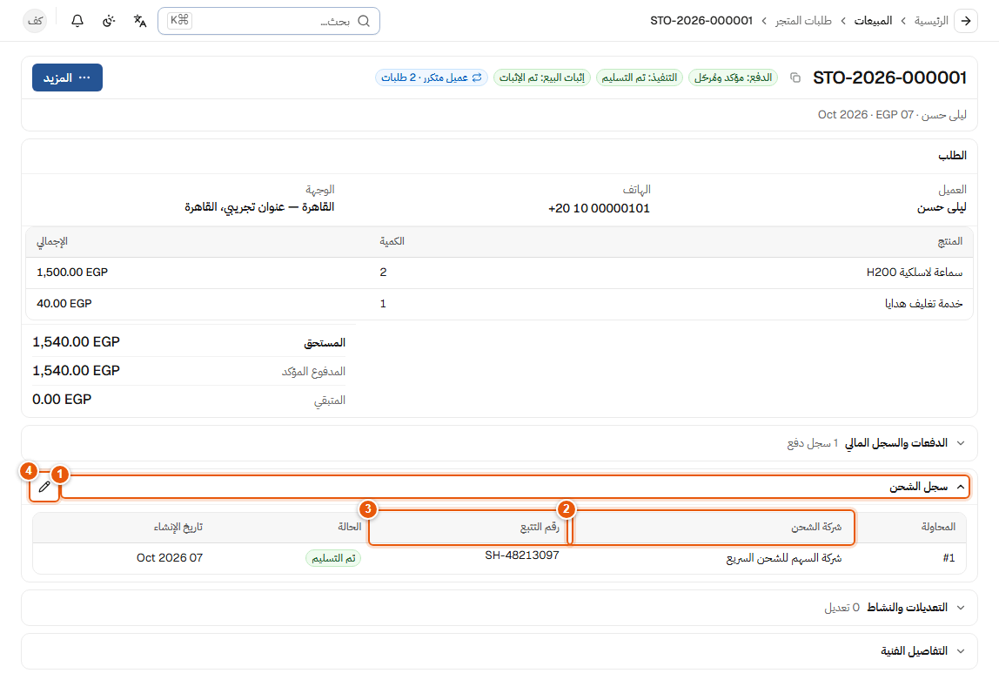 الرئيسية › المبيعات › طلبات المتجر › STO-2026-000001
بحث... ⌘K
كف
STO-2026-000001
الدفع: مؤكد ومُرحّل
التنفيذ: تم التسليم
إثبات البيع: تم الإثبات
عميل متكرر · 2 طلبات
··· المزيد
ليلى حسن · 07 Oct 2026 · EGP
الطلب
العميل الهاتف الوجهة
ليلى حسن +20 10 00000101 القاهرة — عنوان تجريبي، القاهرة
المنتج الكمية الإجمالي
سماعة لاسلكية H200 2 1,500.00 EGP
خدمة تغليف هدايا 1 40.00 EGP
المستحق 1,540.00 EGP
المدفوع المؤكد 1,540.00 EGP
المتبقي 0.00 EGP
الدفعات والسجل المالي 1 سجل دفع
سجل الشحن 1 4
2 3
المحاولة شركة الشحن رقم التتبع الحالة تاريخ الإنشاء
#1 شركة السهم للشحن السريع SH-48213097 تم التسليم 07 Oct 2026
التعديلات والنشاط 0 تعديل
التفاصيل الفنية